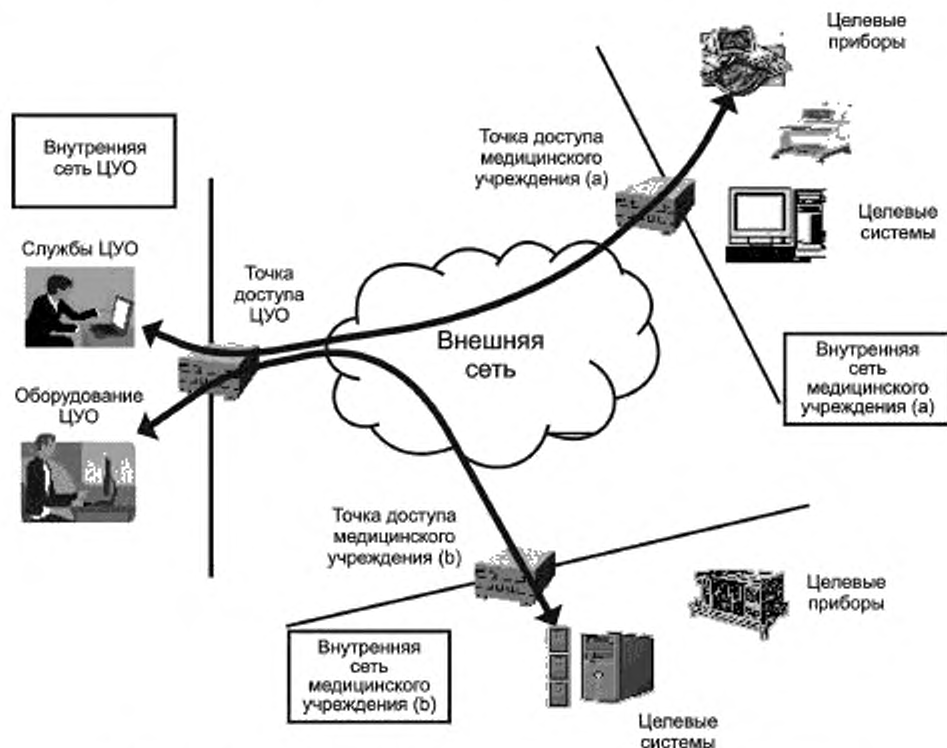 Целевые
приборы
Точка доступа
медицинского
учреждения (a)
Внутренняя
сеть ЦУО
Целевые
системы
Службы ЦУО
Точка
доступа
ЦУО
Внешняя
сеть
Внутренняя
сеть
медицинского
учреждения (a)
Оборудование
ЦУО
Точка доступа
медицинского
учреждения (b)
Целевые
приборы
Внутренняя
сеть
медицинского
учреждения (b)
Целевые
системы